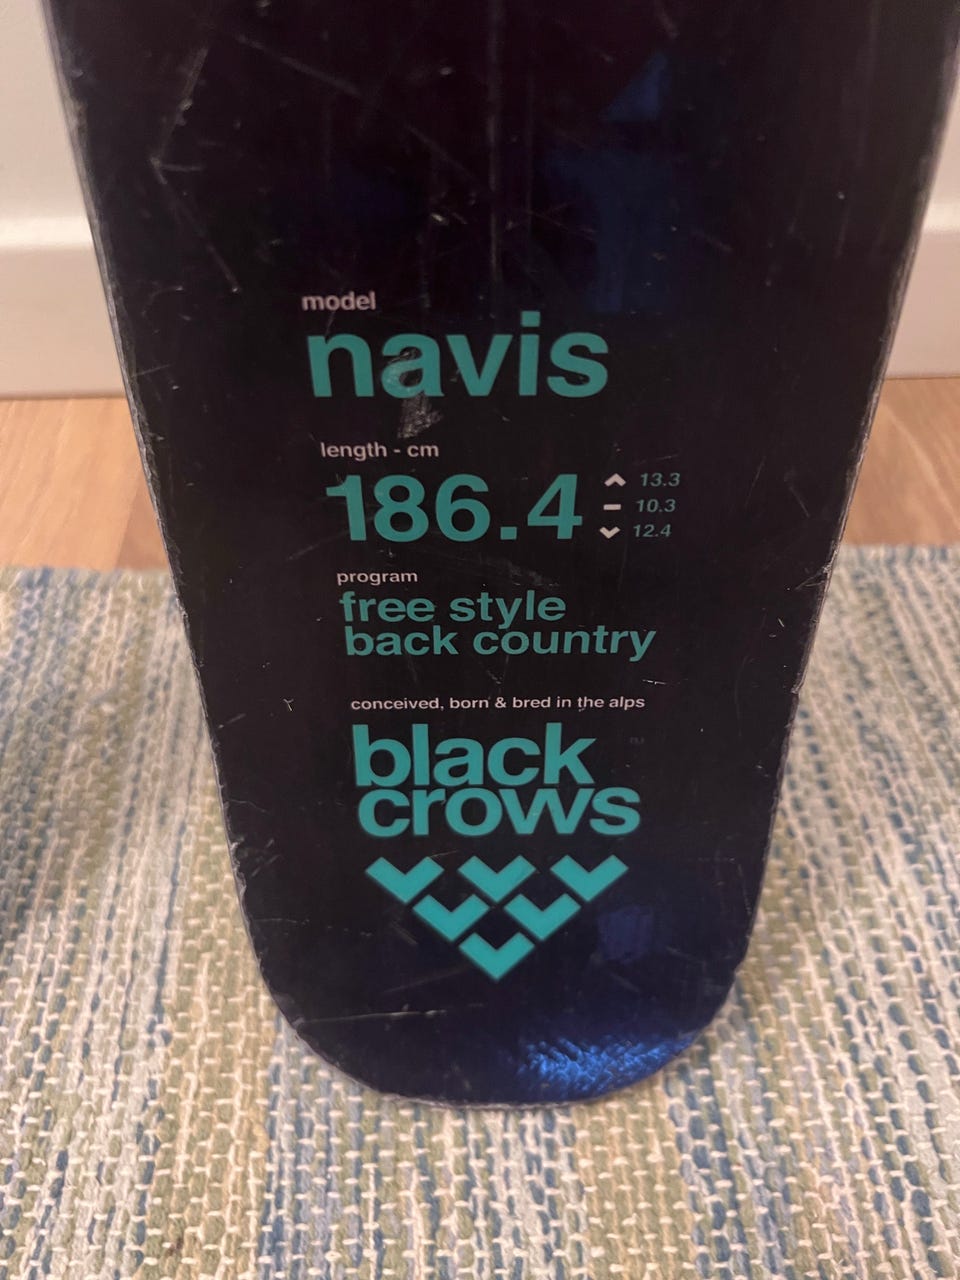 model
navis
length - cm
186.4
13.3
10.3
12.4
program
free style
back country
conceived, born & bred in the alps
black
crows